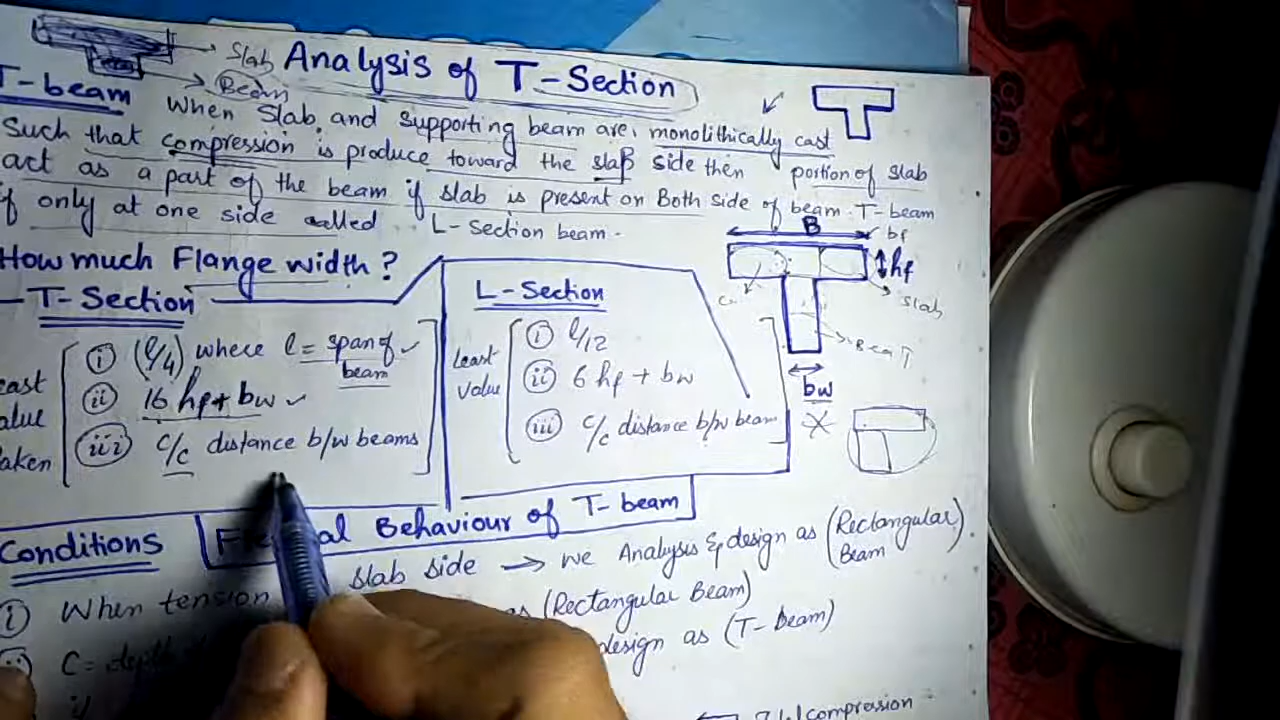 Slab
Analysis of T-Section
T-beam
Beam
When Slab and supporting beam are monolithically cast
Such that compression is produce toward the slab side then portion of slab
act as a part of the beam if slab is present on Both side of beam T-beam
if only at one side called L-Section beam.
B
bf
How much Flange width?
hf
Slab
T-Section
L-Section
(i) (l/4) where l = span of
beam
(ii) 16 hf + bw
(iii) c/c distance b/w beams
Least
Value
(i) l/12
(ii) 6 hf + bw
(iii) c/c distance b/w beam
bw
Behaviour of T-beam
Conditions
(i) When tension slab side → we Analysis & design as (Rectangular
Beam
as (Rectangular Beam)
C = depth
design as (T-beam)
compression